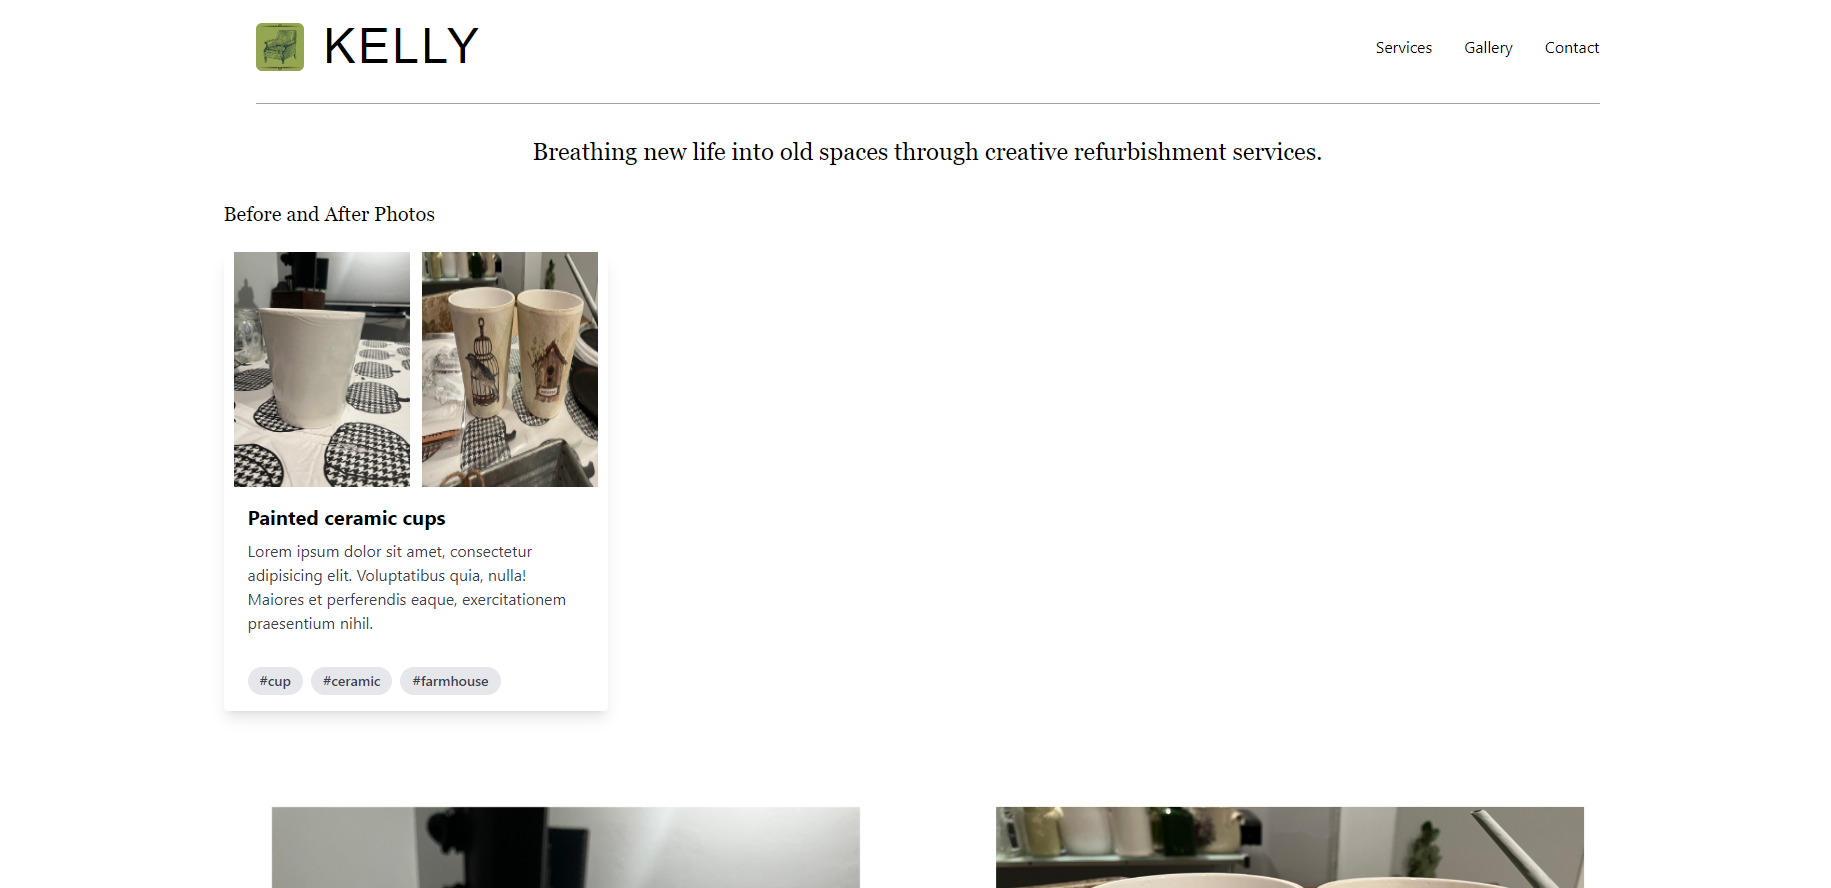 KELLY
Services Gallery Contact
Breathing new life into old spaces through creative refurbishment services.
Before and After Photos
Painted ceramic cups
Lorem ipsum dolor sit amet, consectetur
adipisicing elit. Voluptatibus quia, nulla!
Maiores et perferendis eaque, exercitationem
praesentium nihil.
#cup #ceramic #farmhouse